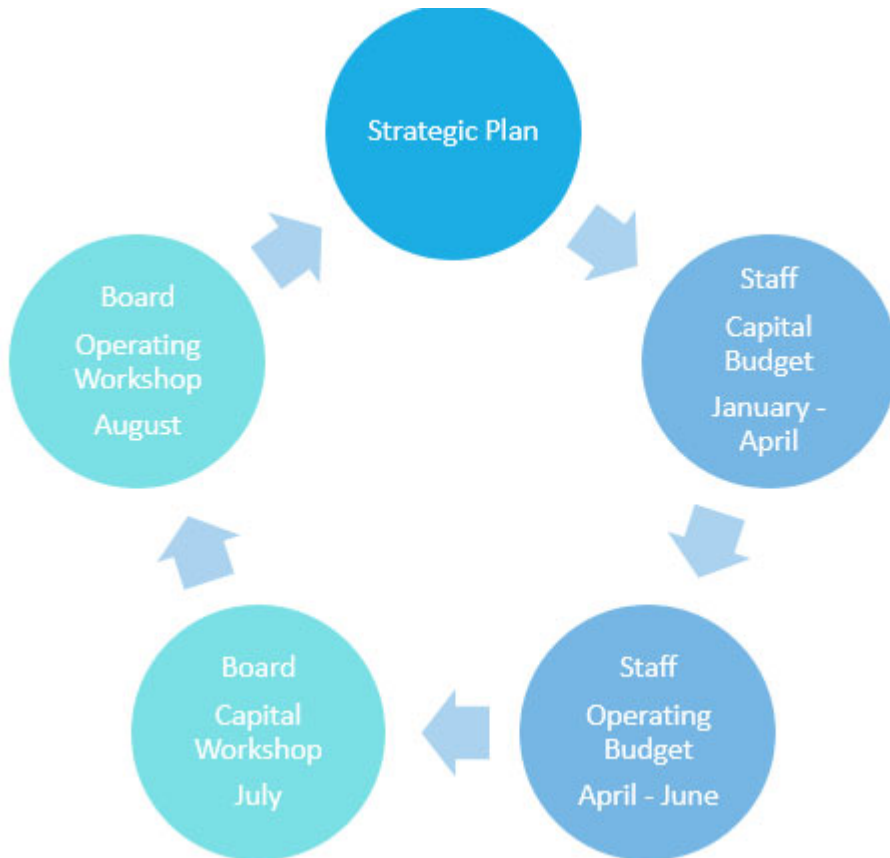 Strategic Plan
Staff
Capital
Budget
January -
April
Staff
Operating
Budget
April - June
Board
Capital
Workshop
July
Board
Operating
Workshop
August